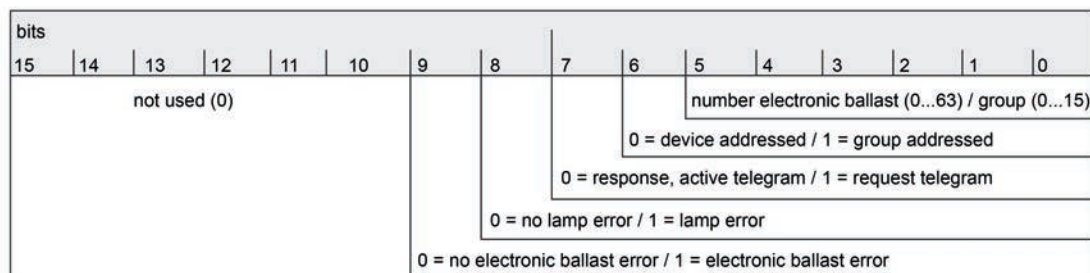 bits
15 14 13 12 11 10 9 8 7 6 5 4 3 2 1 0
not used (0)
number electronic ballast (0...63) / group (0...15)
0 = device addressed / 1 = group addressed
0 = response, active telegram / 1 = request telegram
0 = no lamp error / 1 = lamp error
0 = no electronic ballast error / 1 = electronic ballast error